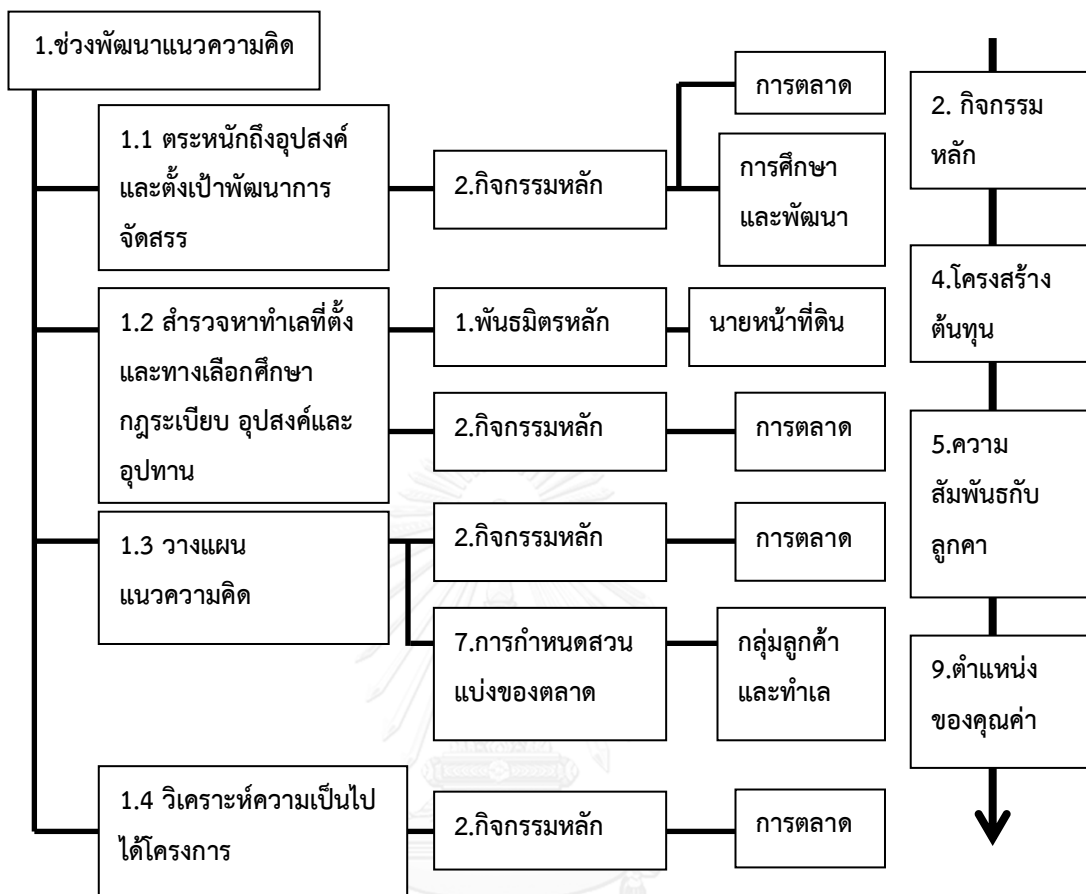 1.ช่วงพัฒนาแนวความคิด
1.1 ตระหนักถึงอุปสงค์
และตั้งเป้าพัฒนาการ
จัดสรร
2.กิจกรรมหลัก
การตลาด
การศึกษา
และพัฒนา
1.2 สำรวจหาทำเลที่ตั้ง
และทางเลือกศึกษา
กฎระเบียบ อุปสงค์และ
อุปทาน
1.พันธมิตรหลัก
นายหน้าที่ดิน
2.กิจกรรมหลัก
การตลาด
1.3 วางแผน
แนวความคิด
2.กิจกรรมหลัก
การตลาด
7.การกำหนดสวน
แบ่งของตลาด
กลุ่มลูกค้า
และทำเล
1.4 วิเคราะห์ความเป็นไป
ได้โครงการ
2.กิจกรรมหลัก
การตลาด
2. กิจกรรม
หลัก
4.โครงสร้าง
ต้นทุน
5.ความ
สัมพันธกับ
ลูกคา
9.ตำแหน่ง
ของคุณค่า